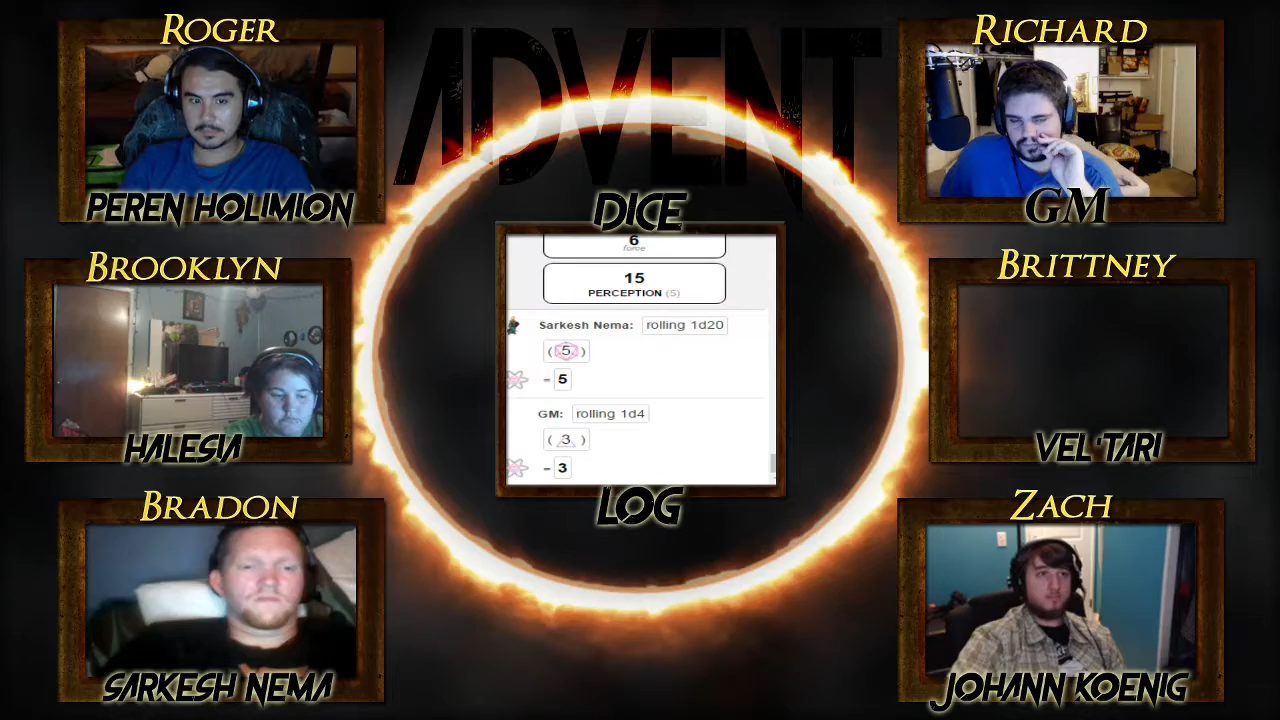 ADVENT
ROGER
PEREN HOLIMION
RICHARD
GM
DICE
6
force
15
PERCEPTION (5)
Sarkesh Nema: rolling 1d20
( 5 )
= 5
GM: rolling 1d4
( 3 )
= 3
LOG
BROOKLYN
HALESIA
BRITTNEY
VEL'TARI
BRADON
SARKESH NEMA
ZACH
JOHANN KOENIG